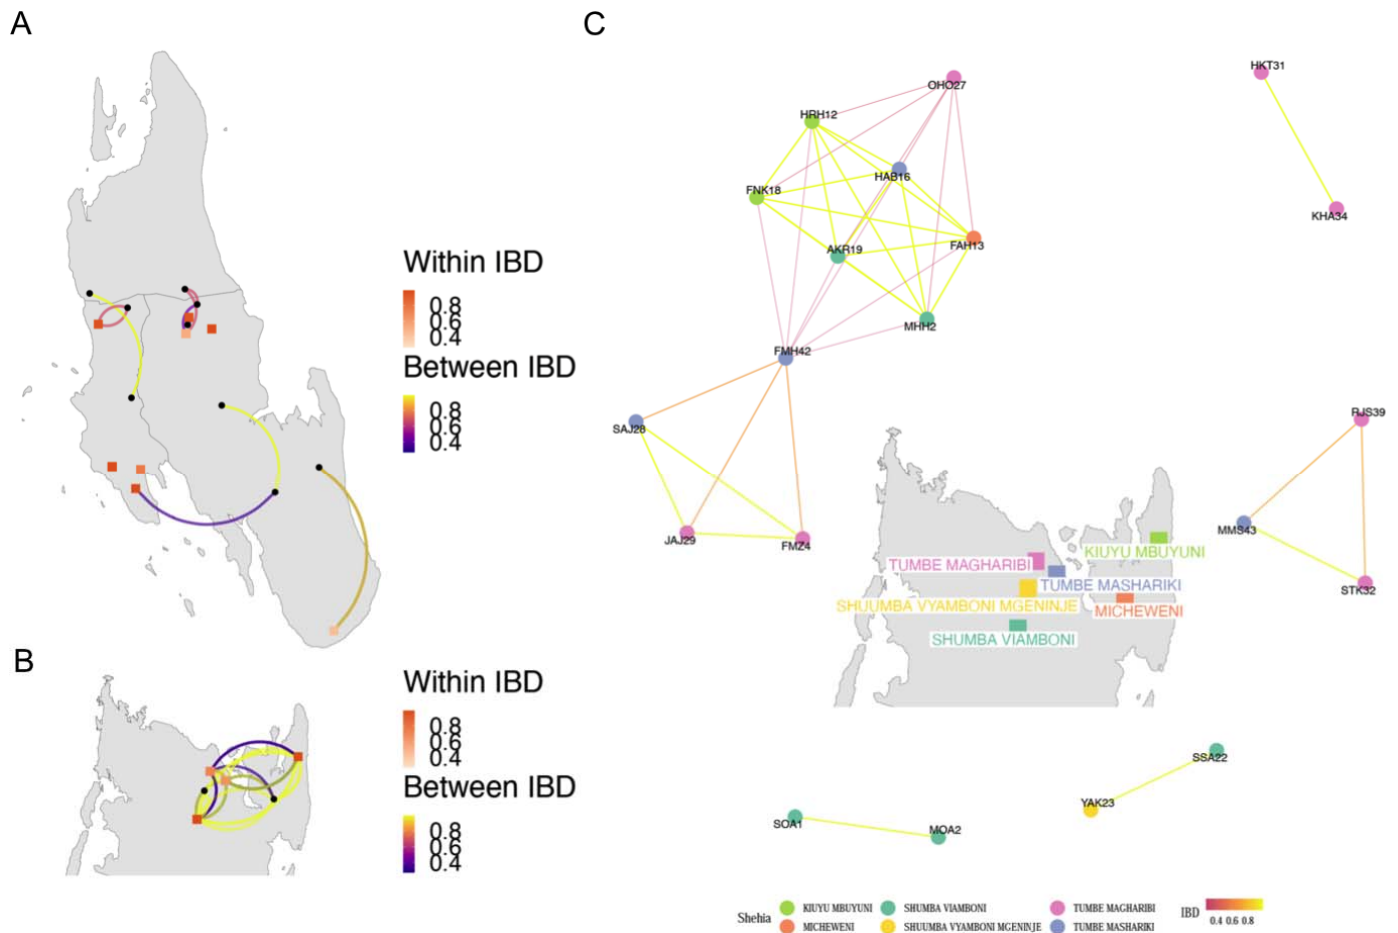 A
Within IBD
0.8
0.6
0.4
Between IBD
0.8
0.6
0.4
B
Within IBD
0.8
0.6
0.4
Between IBD
0.8
0.6
0.4
C
OHO27
HRH12
HAB16
FNK18
AKR19
FAH13
MHH2
FMH42
SAJ28
JAJ29
FMZ4
HKT31
KHA34
RJS39
MMS43
STK32
KIUYU MBUYUNI
TUMBE MAGHARIBI
TUMBE MASHARIKI
SHUUMBA VYAMBONI MGENINJE
MICHEWENI
SHUMBA VIAMBONI
SSA22
YAK23
SOA1
MOA2
Shehia
KIUYU MBUYUNI
SHUMBA VIAMBONI
TUMBE MAGHARIBI
MICHEWENI
SHUUMBA VYAMBONI MGENINJE
TUMBE MASHARIKI
IBD
0.4 0.6 0.8